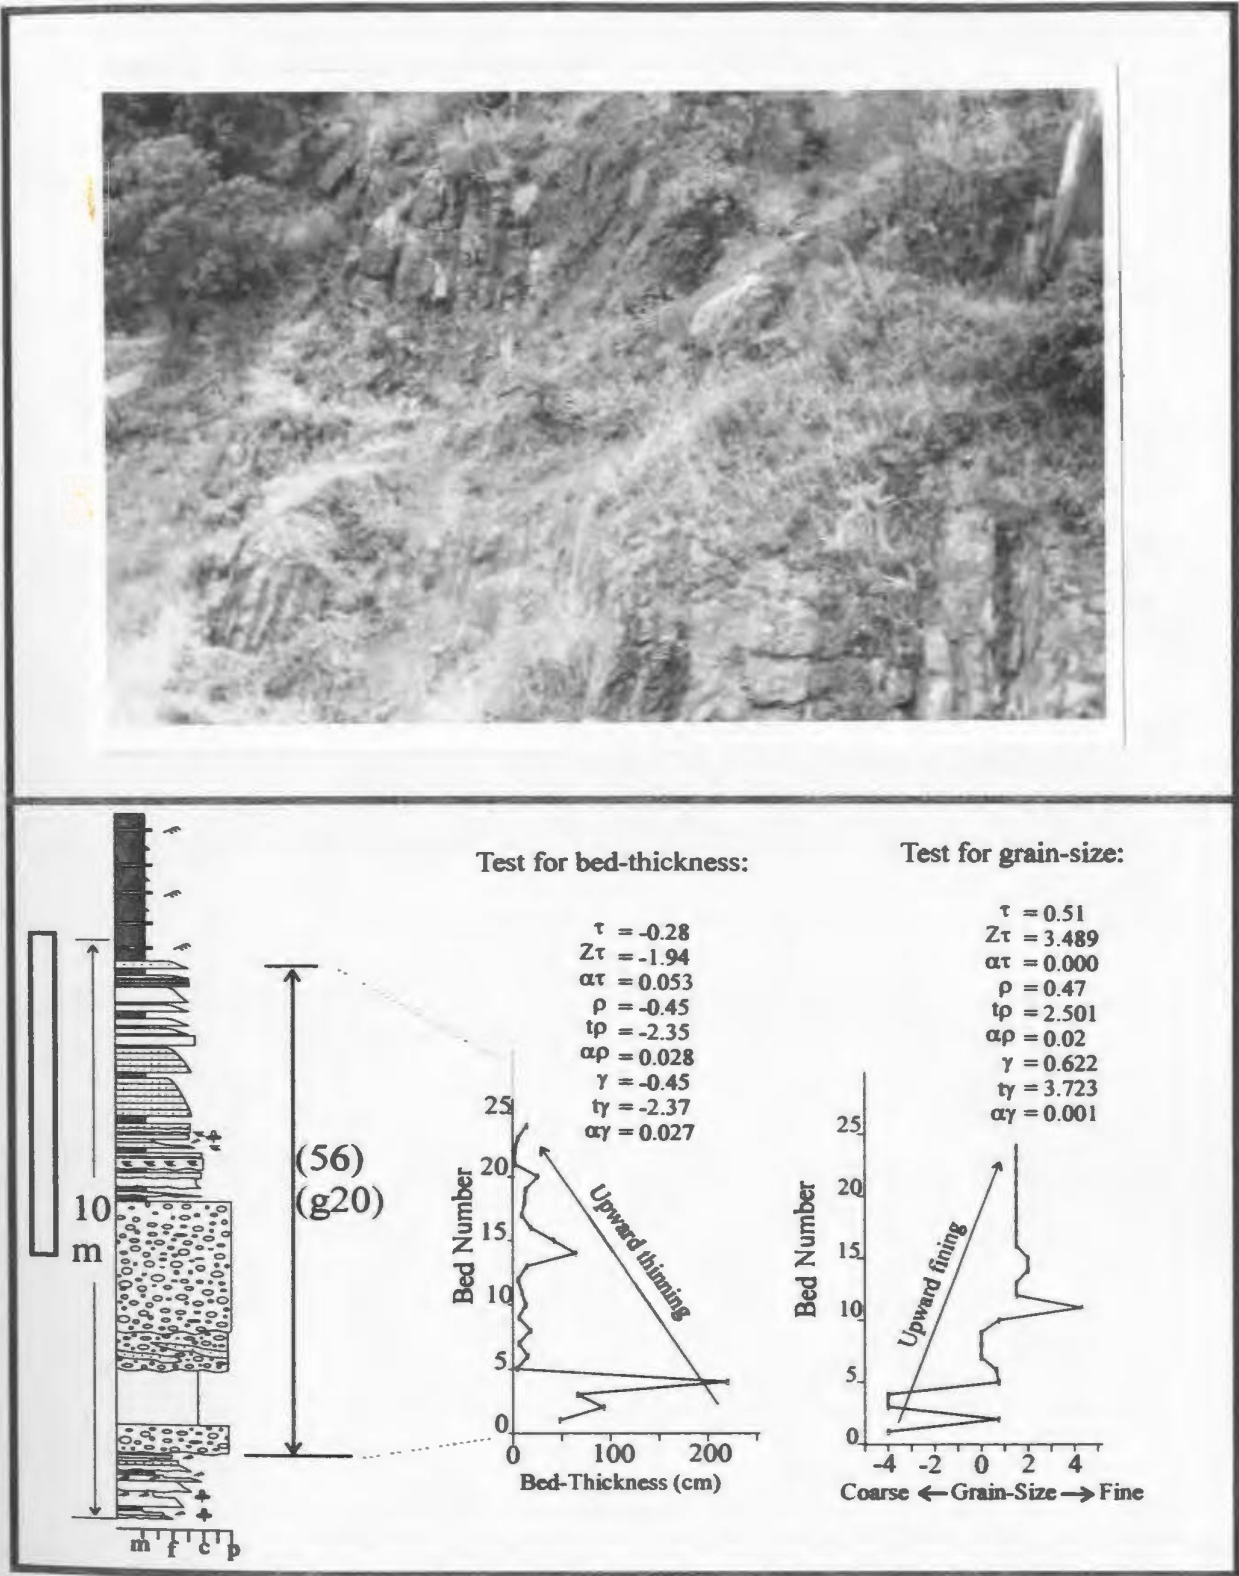 Test for bed-thickness:
τ = -0.28
Zτ = -1.94
ατ = 0.053
ρ = -0.45
tρ = -2.35
αρ = 0.028
γ = -0.45
tγ = -2.37
αγ = 0.027
Test for grain-size:
τ = 0.51
Zτ = 3.489
ατ = 0.000
ρ = 0.47
tρ = 2.501
αρ = 0.02
γ = 0.622
tγ = 3.723
αγ = 0.001
10
m
(56)
(g20)
m f c p
Bed Number
25
20
15
10
5
0
Upward thinning
0 100 200
Bed-Thickness (cm)
Bed Number
25
20
15
10
5
0
Upward fining
-4 -2 0 2 4
Coarse ← Grain-Size → Fine